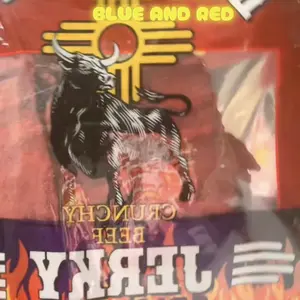 BLUE AND RED
CRUNCHY
BEEF
JERKY